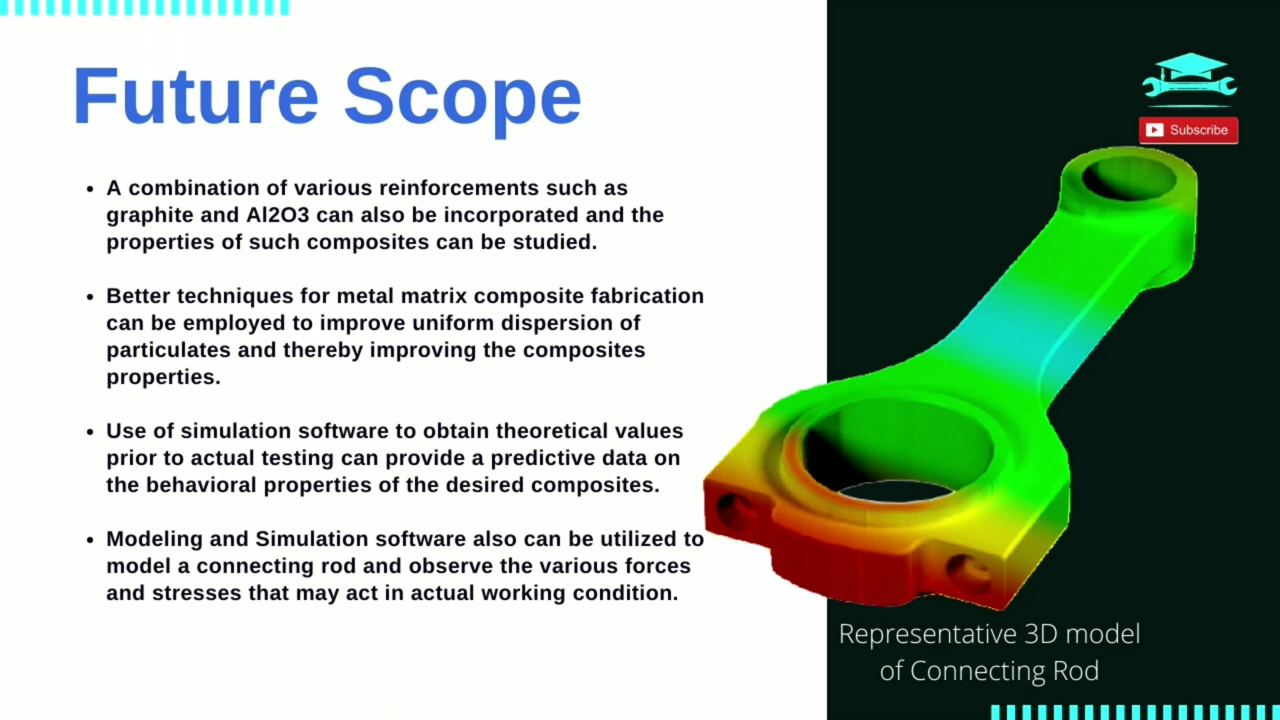 Future Scope
Subscribe
• A combination of various reinforcements such as
graphite and Al2O3 can also be incorporated and the
properties of such composites can be studied.
• Better techniques for metal matrix composite fabrication
can be employed to improve uniform dispersion of
particulates and thereby improving the composites
properties.
• Use of simulation software to obtain theoretical values
prior to actual testing can provide a predictive data on
the behavioral properties of the desired composites.
• Modeling and Simulation software also can be utilized to
model a connecting rod and observe the various forces
and stresses that may act in actual working condition.
Representative 3D model
of Connecting Rod